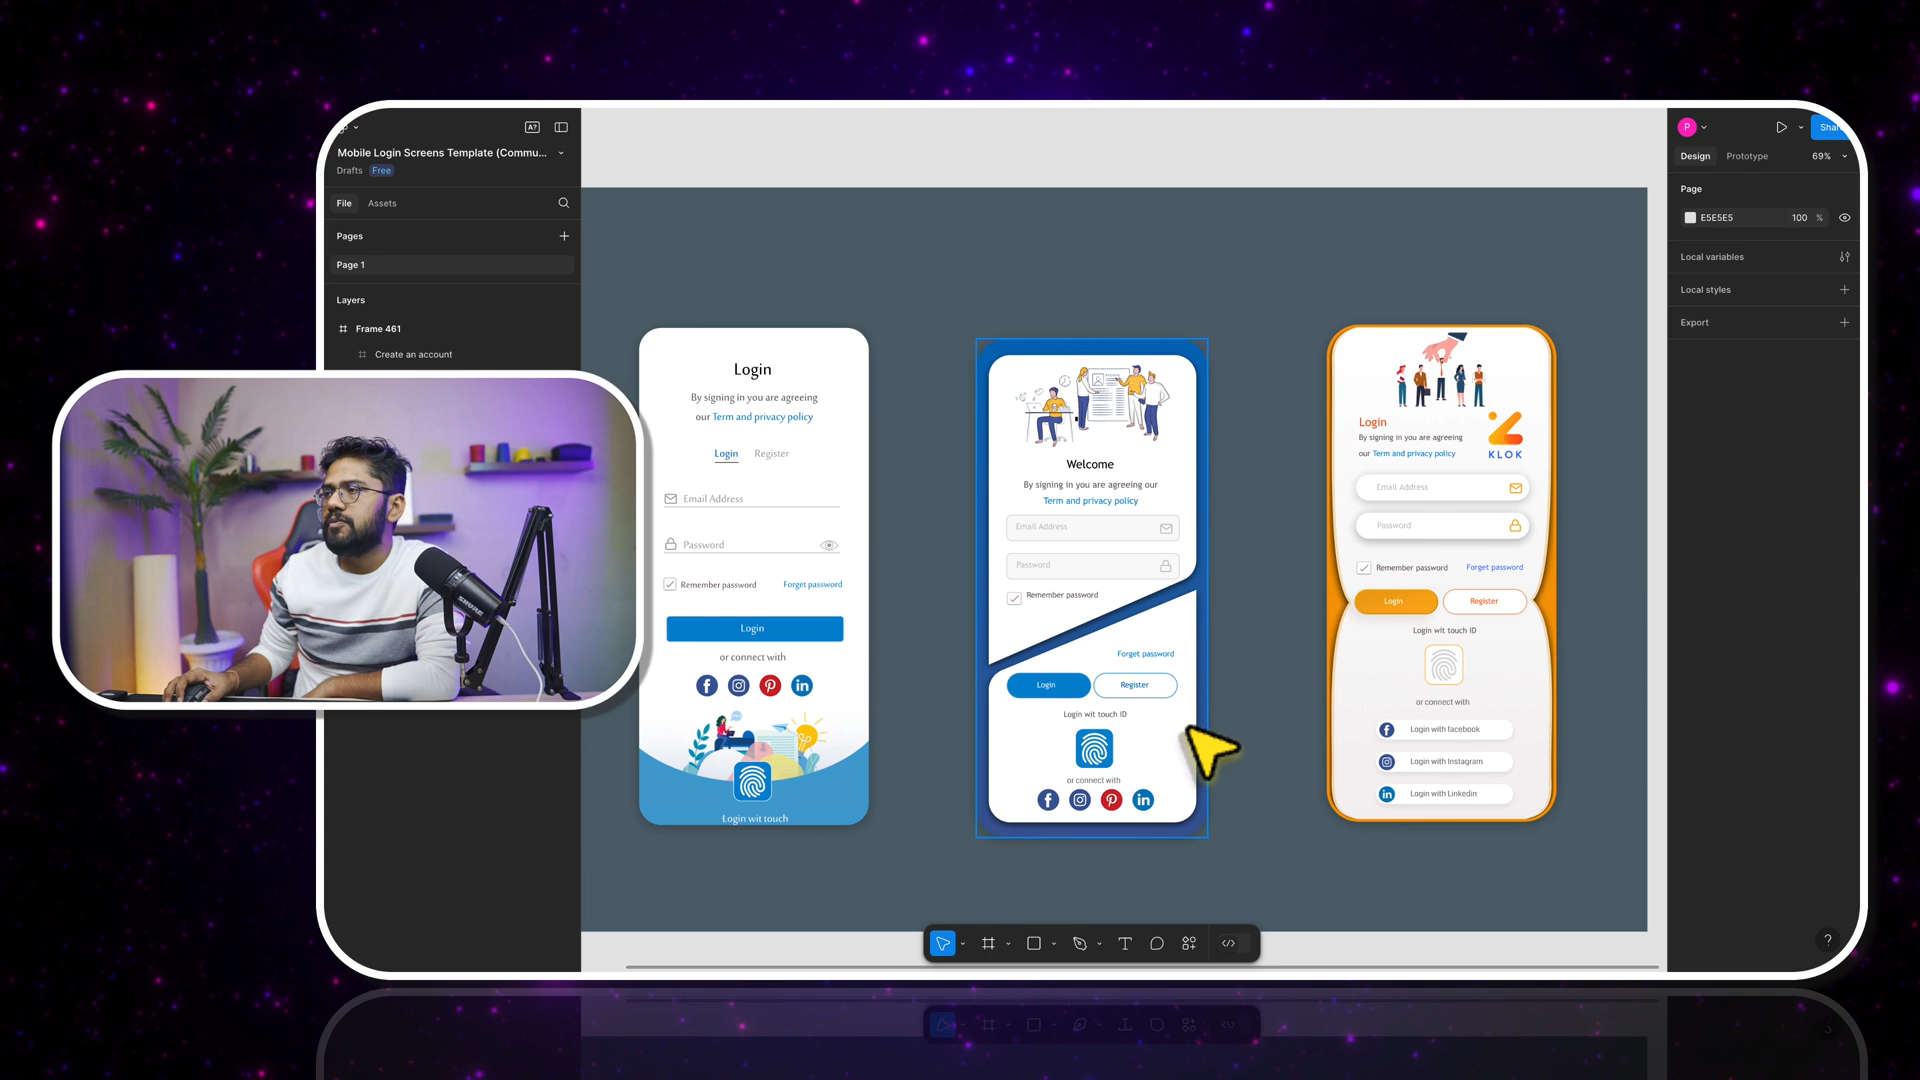 A?
Mobile Login Screens Template (Commu...
Drafts Free
File Assets
Pages
Page 1
Layers
Frame 461
Create an account
SHURE
Login
By signing in you are agreeing
our Term and privacy policy
Login Register
Email Address
Password
Remember password Forget password
Login
or connect with
Login wit touch
Welcome
By signing in you are agreeing our
Term and privacy policy
Email Address
Password
Remember password
Forget password
Login Register
Login wit touch ID
or connect with
Login
By signing in you are agreeing
our Term and privacy policy
KLOK
Email Address
Password
Remember password Forget password
Login Register
Login wit touch ID
or connect with
Login with facebook
Login with Instagram
Login with Linkedin
P
Share
Design Prototype 69%
Page
E5E5E5 100 %
Local variables
Local styles
Export
?